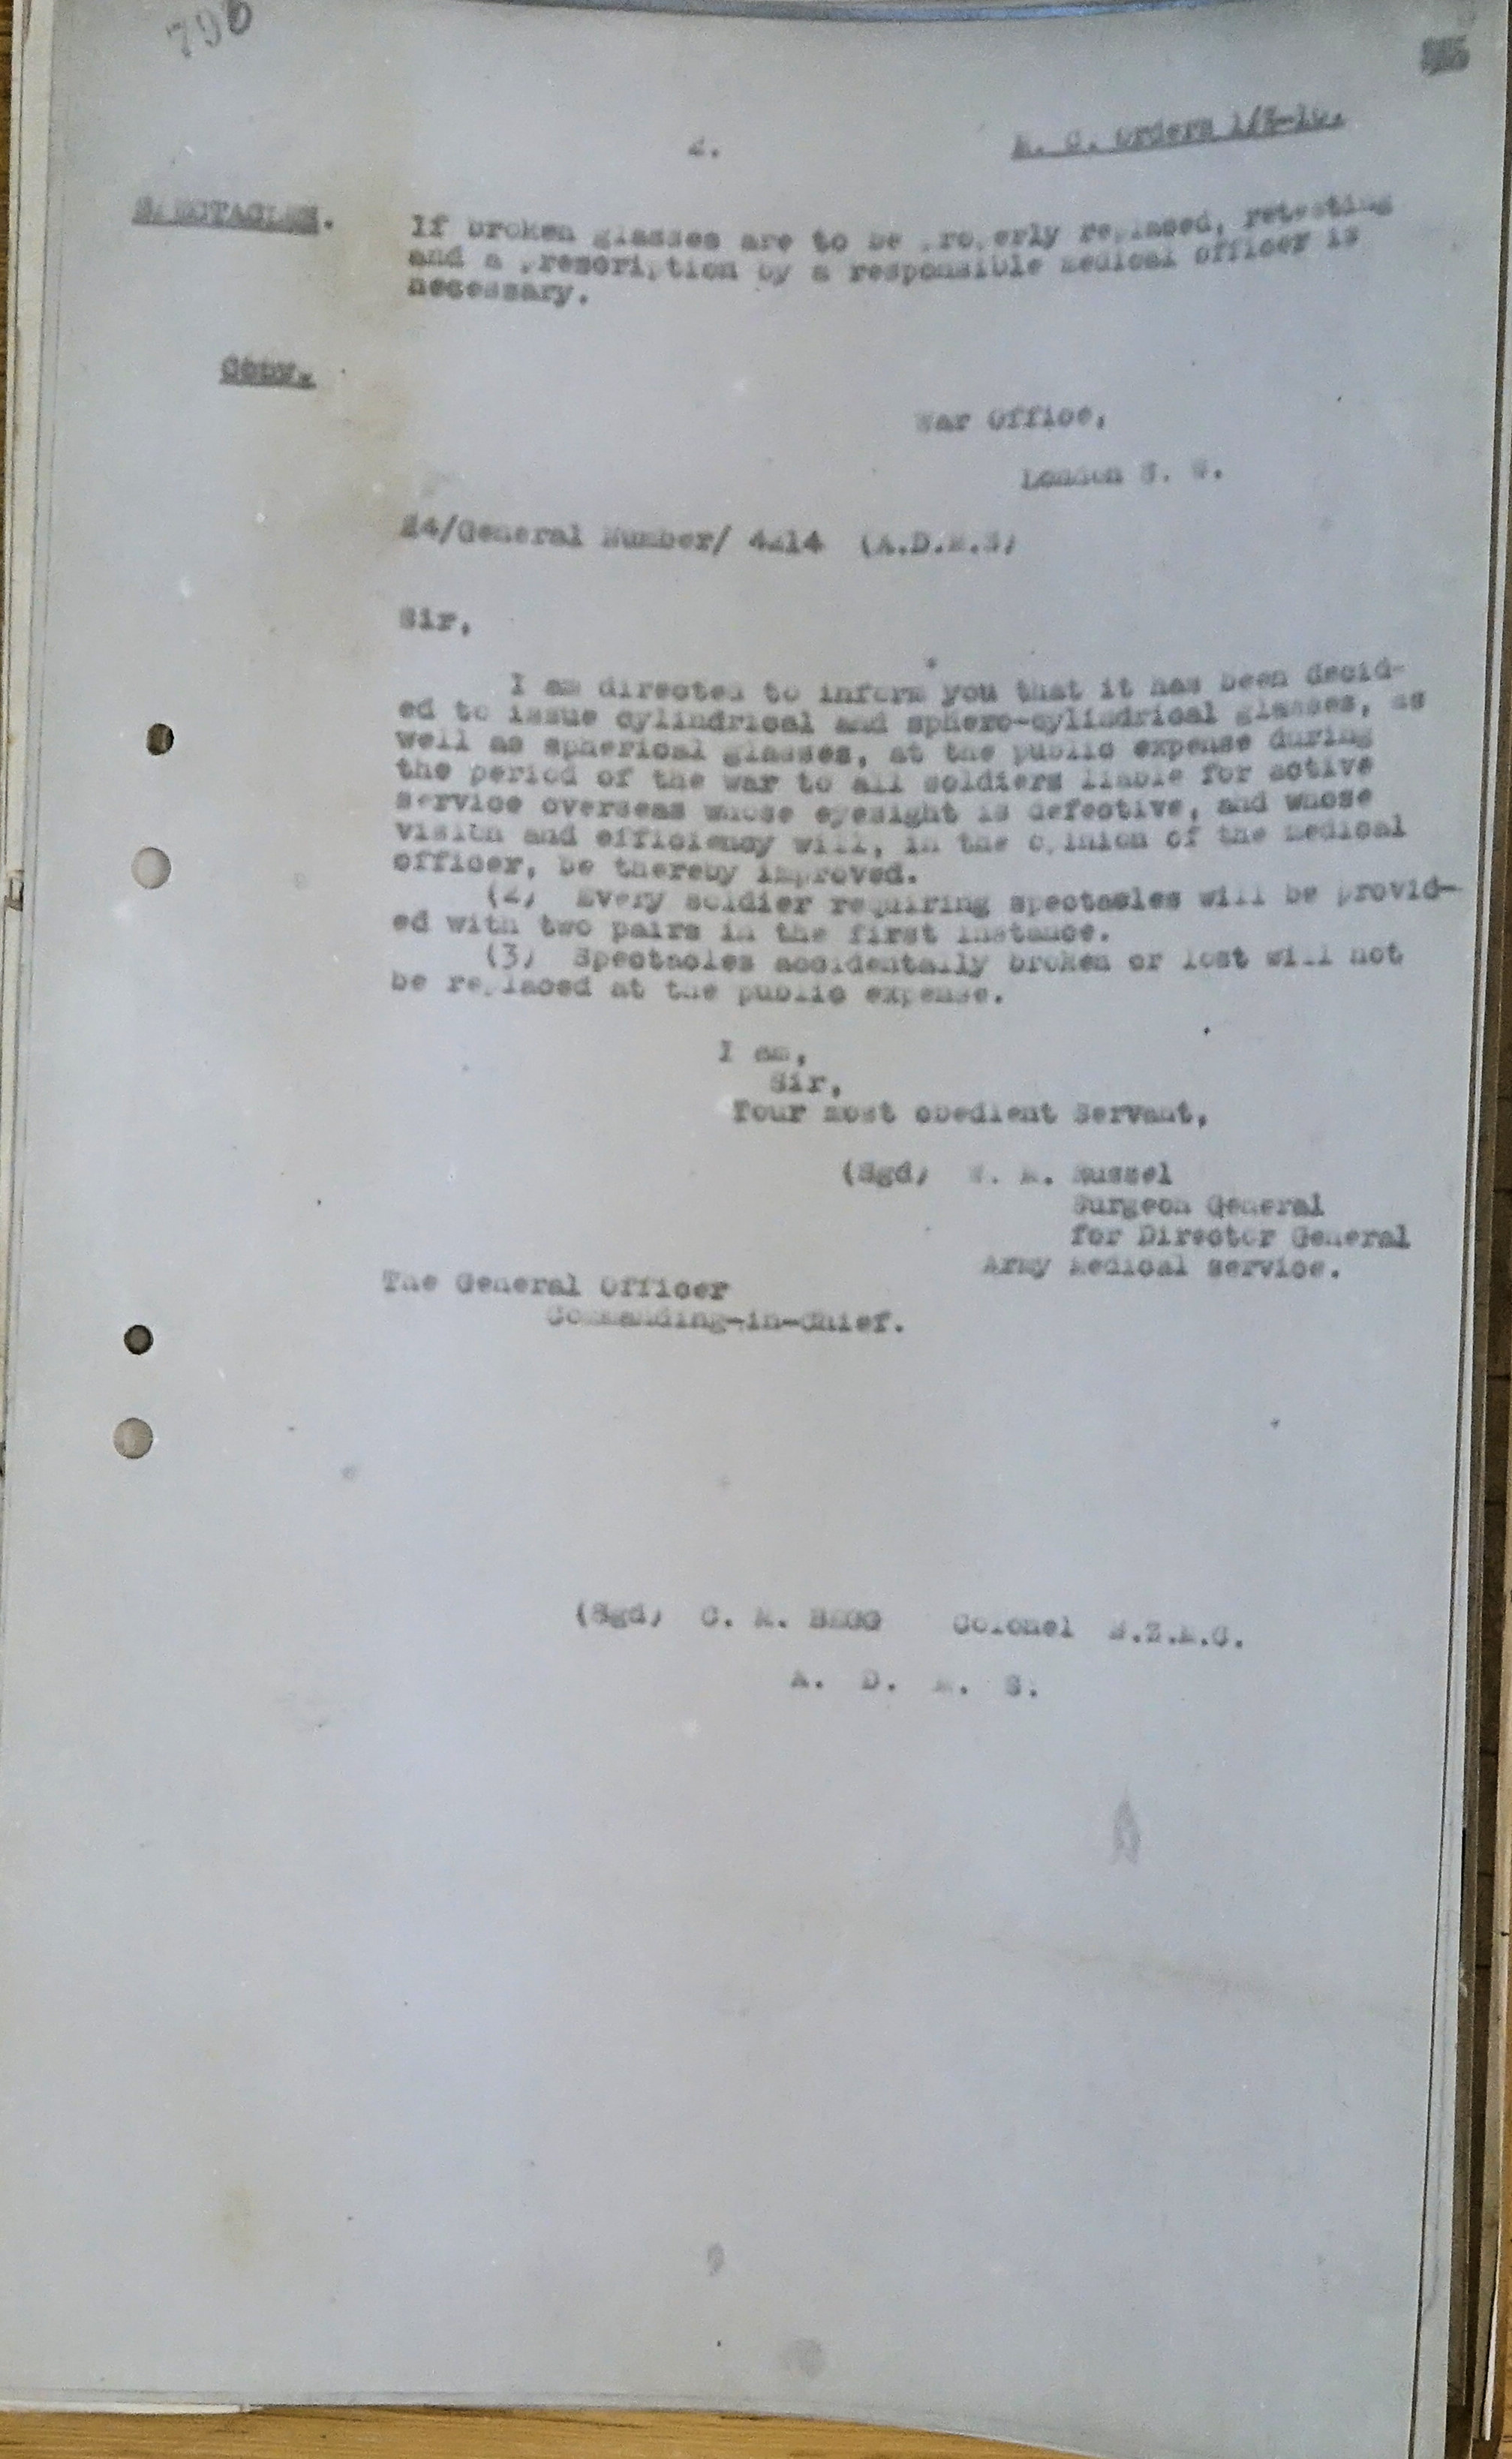 2.
SPECTACLES.
If broken glasses are to be properly replaced, retesting
and a prescription by a responsible medical officer is
necessary.
Copy.
War Office,
London S. W.
24/General Number/ 4214 (A.D.M.S)
Sir,
I am directed to inform you that it has been decid-
ed to issue cylindrical and sphero-cylindrical glasses, as
well as spherical glasses, at the public expense during
the period of the war to all soldiers liable for active
service overseas whose eyesight is defective, and whose
vision and efficiency will, in the opinion of the medical
officer, be thereby improved.
(2) Every soldier requiring spectacles will be provid-
ed with two pairs in the first instance.
(3) Spectacles accidentally broken or lost will not
be replaced at the public expense.
I am,
Sir,
Your most obedient Servant,
(Sgd) Russel
Surgeon General
for Director General
Army Medical service.
The General Officer
Commanding-in-Chief.
(Sgd) C. M. BEGG Colonel N.Z.M.C.
A. D. M. S.